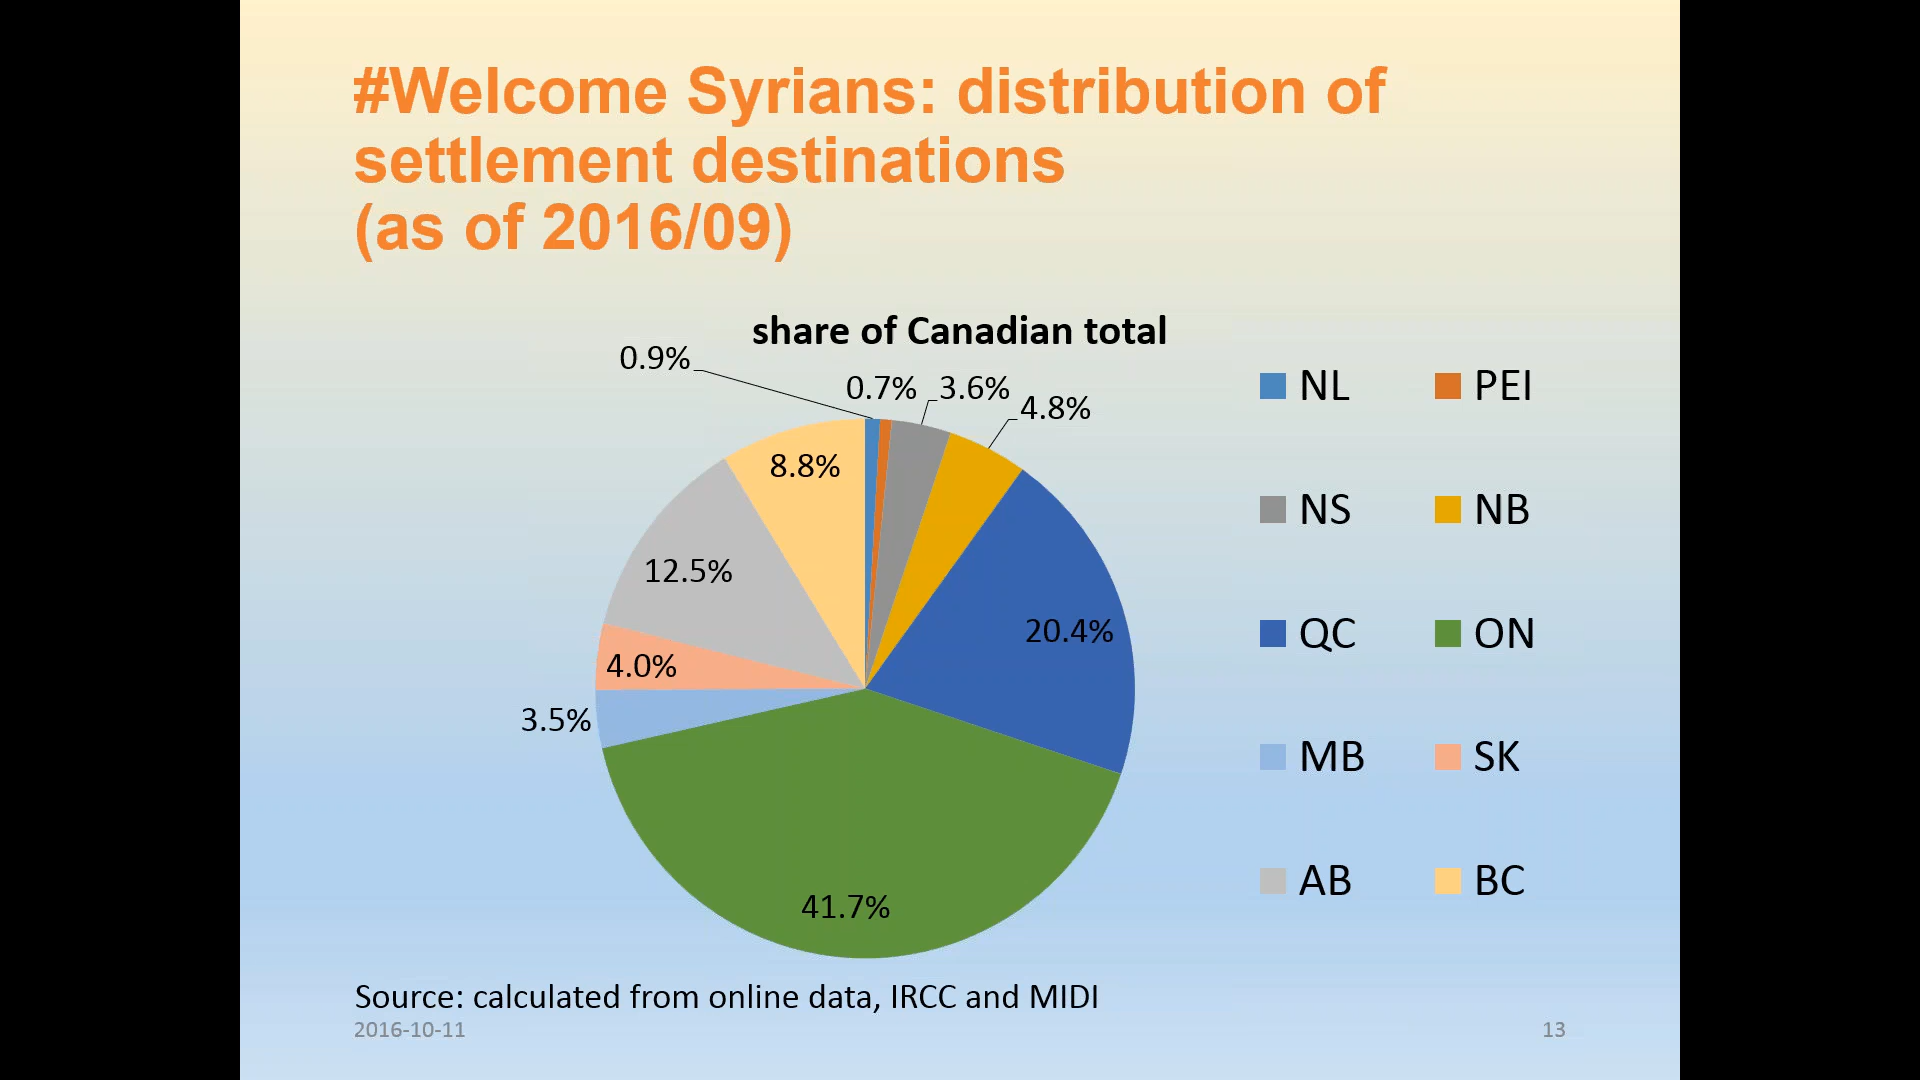 #Welcome Syrians: distribution of
settlement destinations
(as of 2016/09)
share of Canadian total
0.9%
0.7%
3.6%
4.8%
8.8%
12.5%
20.4%
4.0%
3.5%
41.7%
NL
PEI
NS
NB
QC
ON
MB
SK
AB
BC
Source: calculated from online data, IRCC and MIDI
2016-10-11
13